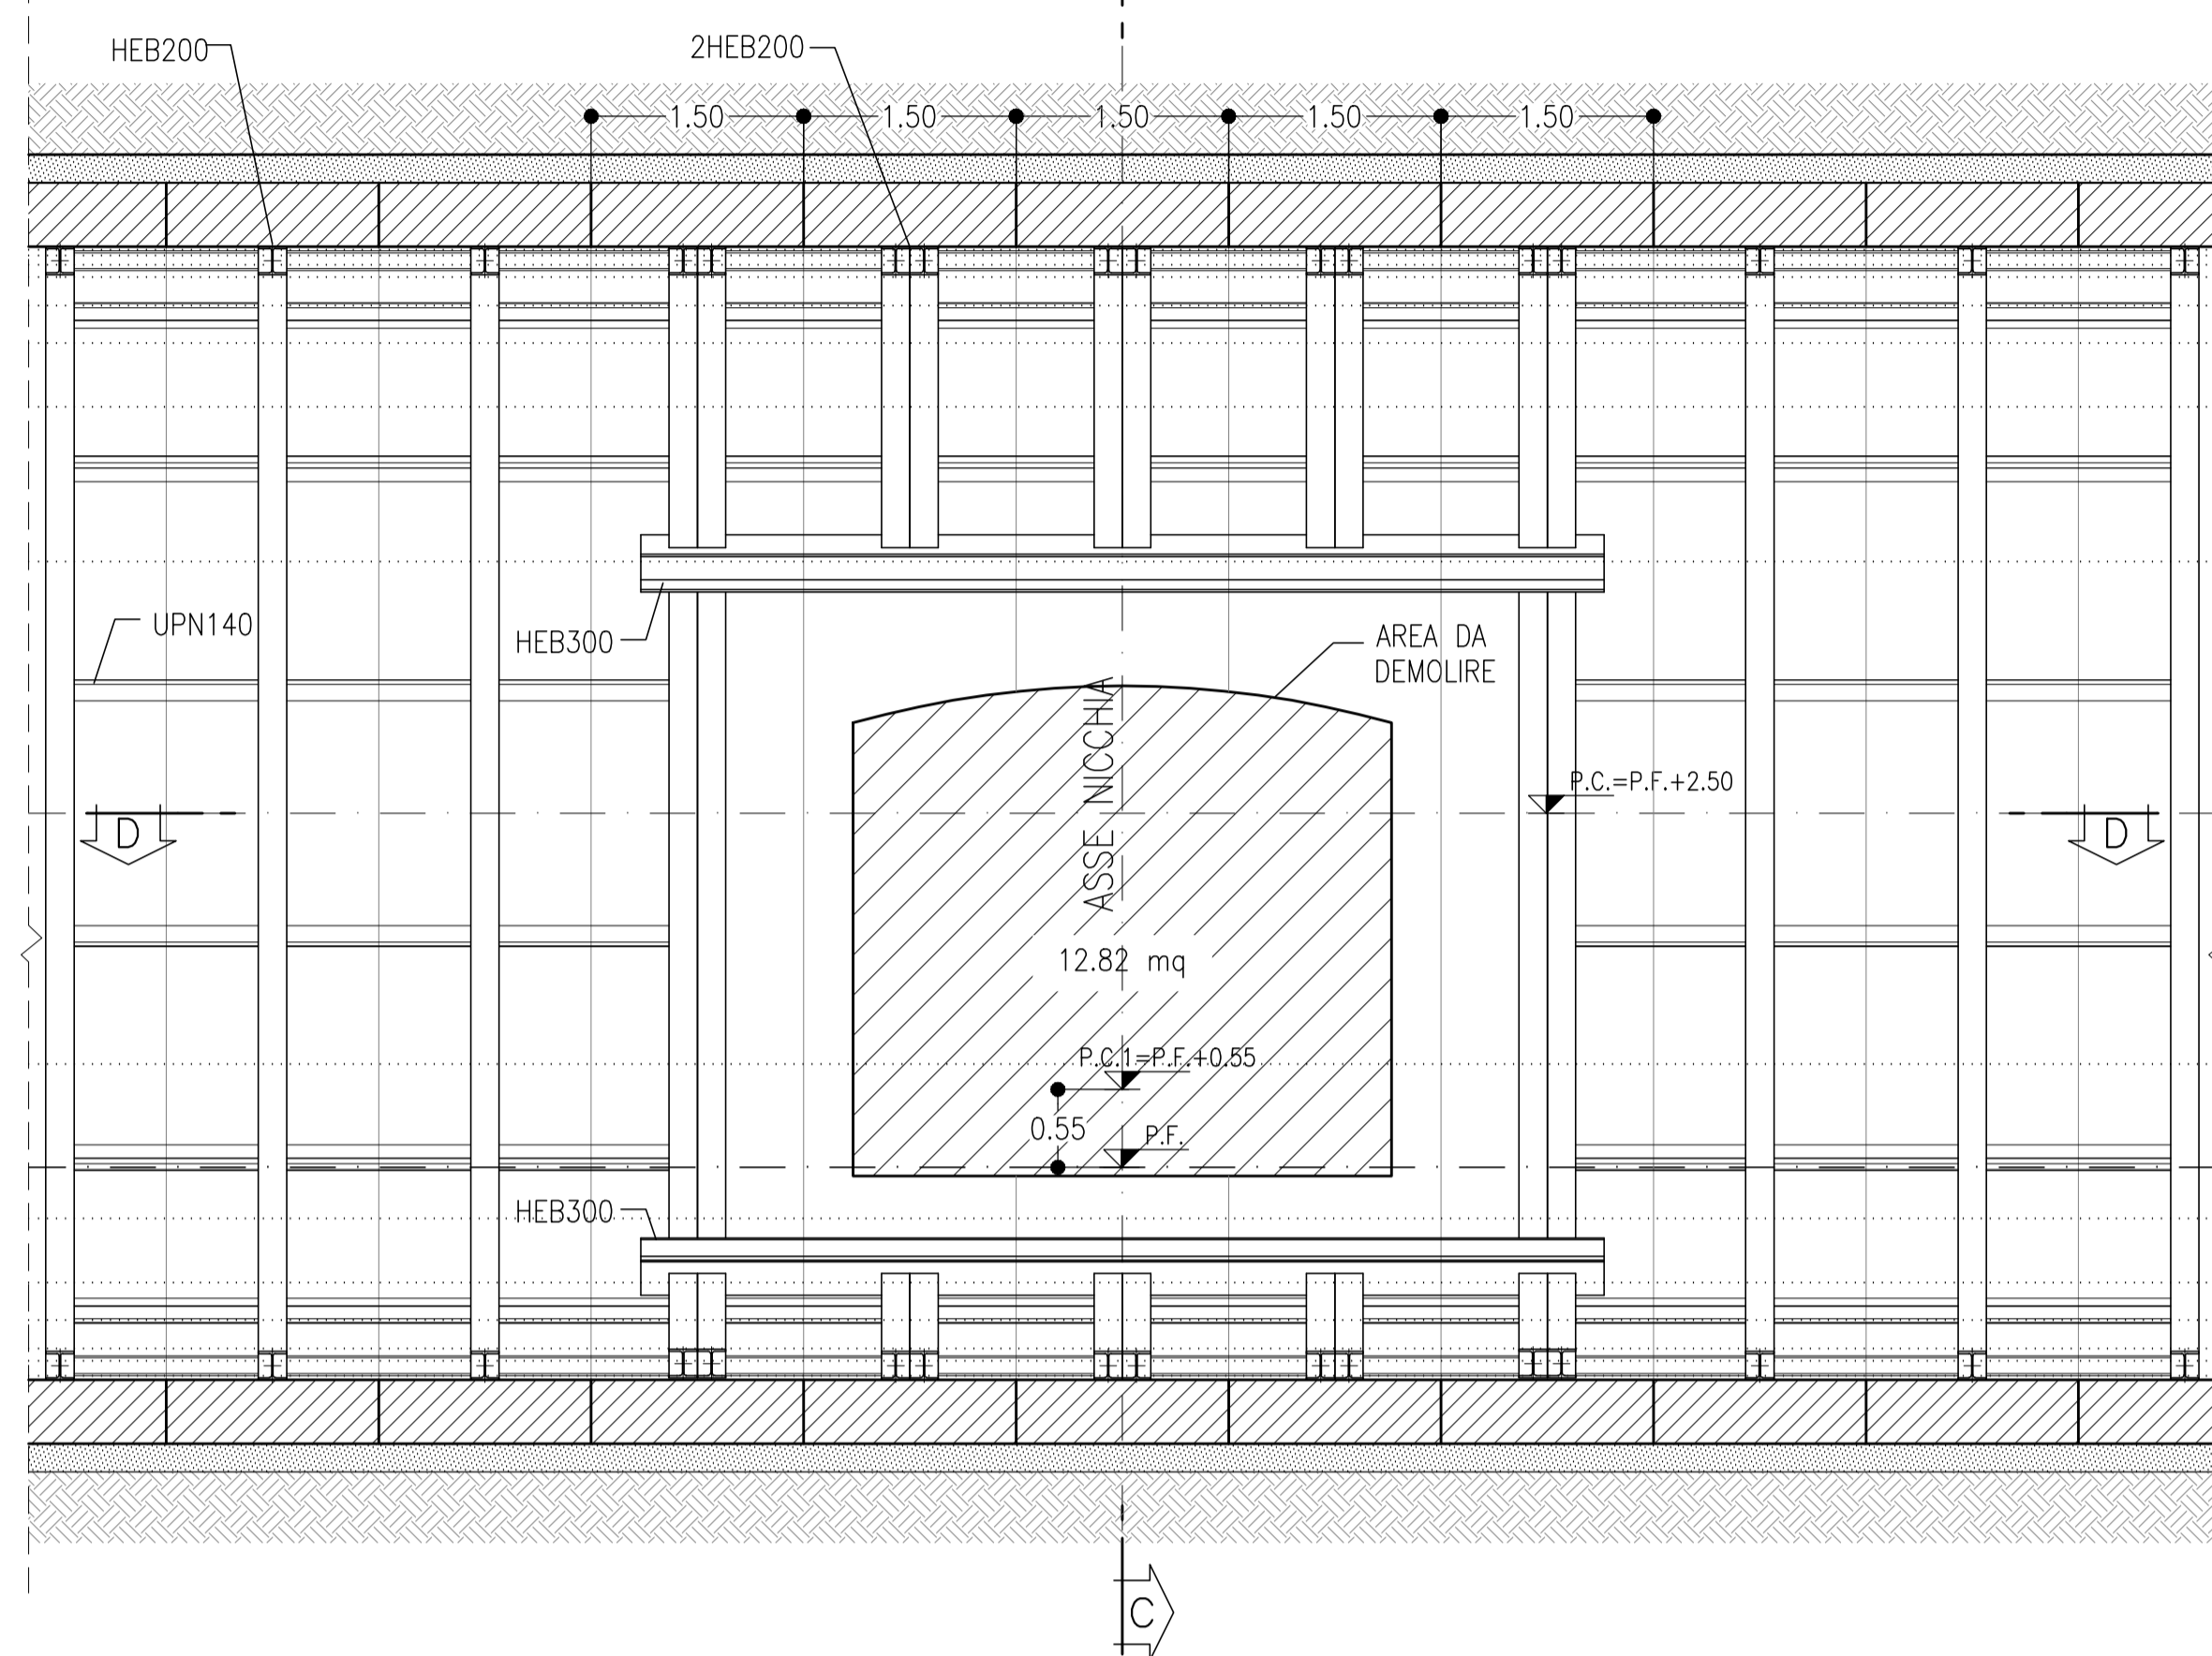 HEB200
2HEB200
1.50
1.50
1.50
1.50
1.50
UPN140
HEB300
AREA DA
DEMOLIRE
ASSE NICCHIA
P.C.=P.F.+2.50
D
D
12.82 mq
P.C.1=P.F.+0.55
0.55
P.F.
HEB300
C